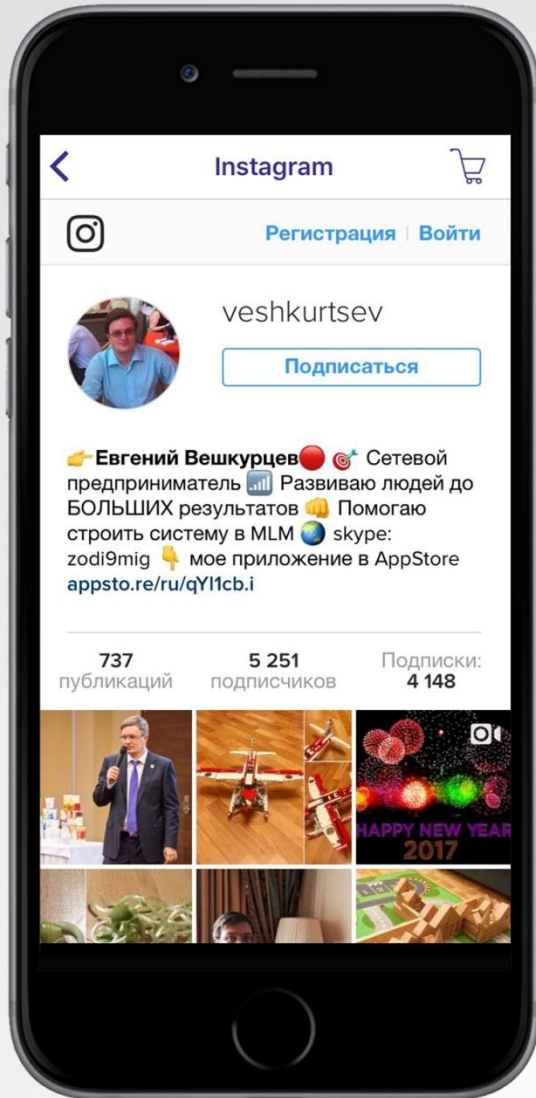 Instagram
Регистрация | Войти
veshkurtsev
Подписаться
👉Евгений Вешкурцев🔴 🎯 Сетевой
предприниматель 📶 Развиваю людей до
БОЛЬШИХ результатов 👊 Помогаю
строить систему в MLM 🌏 skype:
zodi9mig 👇 мое приложение в AppStore
appsto.re/ru/qYl1cb.i
737 5 251 Подписки:
публикаций подписчиков 4 148
HAPPY NEW YEAR
2017